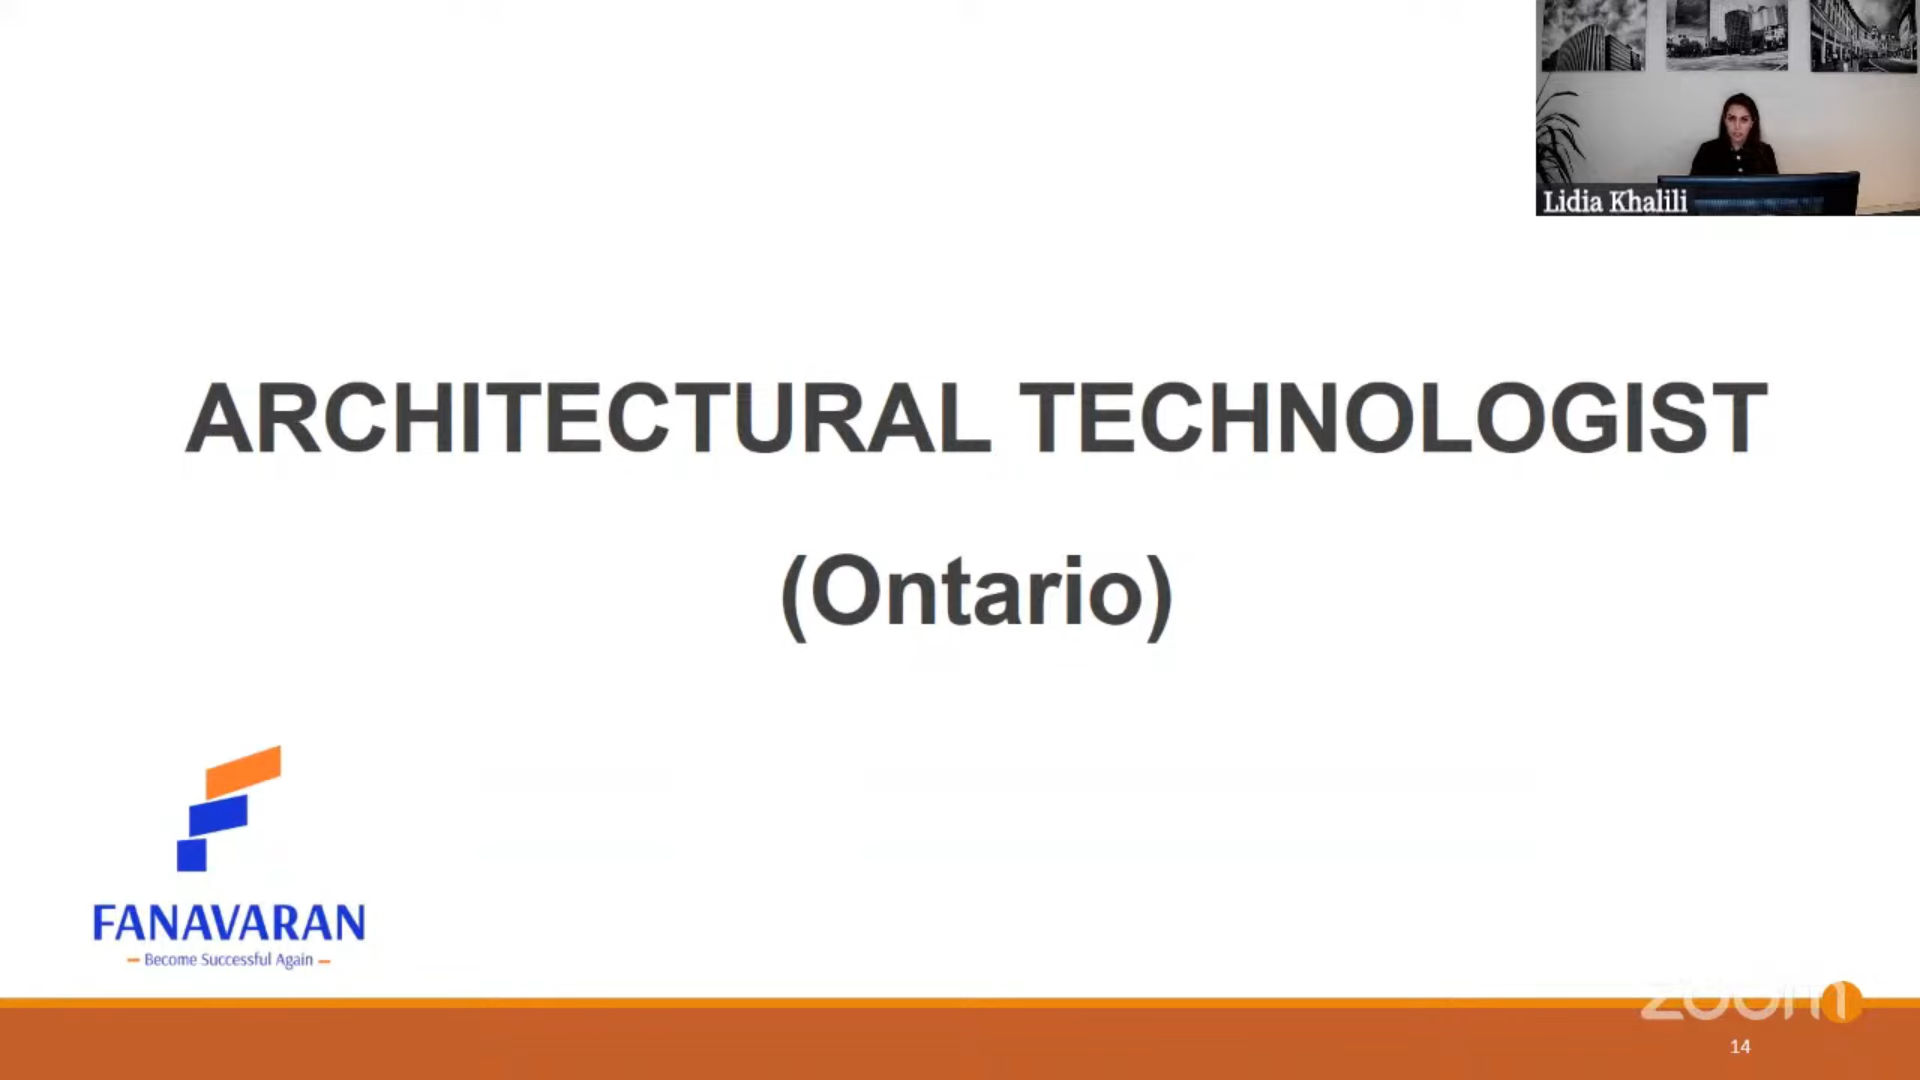 Lidia Khalili
ARCHITECTURAL TECHNOLOGIST
(Ontario)
FANAVARAN
Become Successful Again
zoom
14